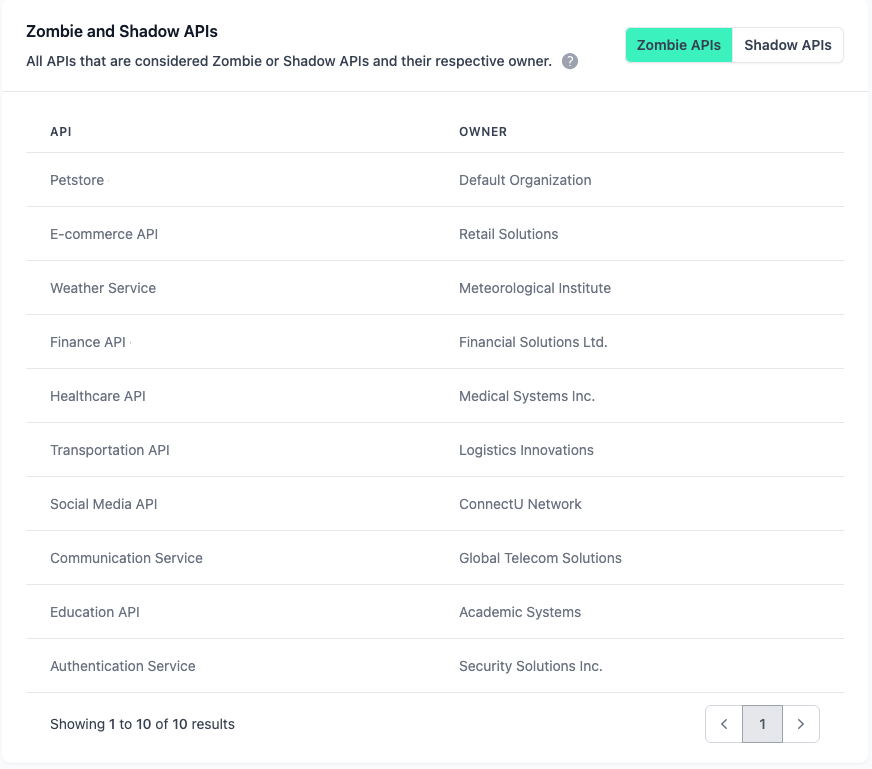 Zombie and Shadow APIs
All APIs that are considered Zombie or Shadow APIs and their respective owner. ?
Zombie APIs Shadow APIs
API OWNER
Petstore Default Organization
E-commerce API Retail Solutions
Weather Service Meteorological Institute
Finance API Financial Solutions Ltd.
Healthcare API Medical Systems Inc.
Transportation API Logistics Innovations
Social Media API ConnectU Network
Communication Service Global Telecom Solutions
Education API Academic Systems
Authentication Service Security Solutions Inc.
Showing 1 to 10 of 10 results < 1 >